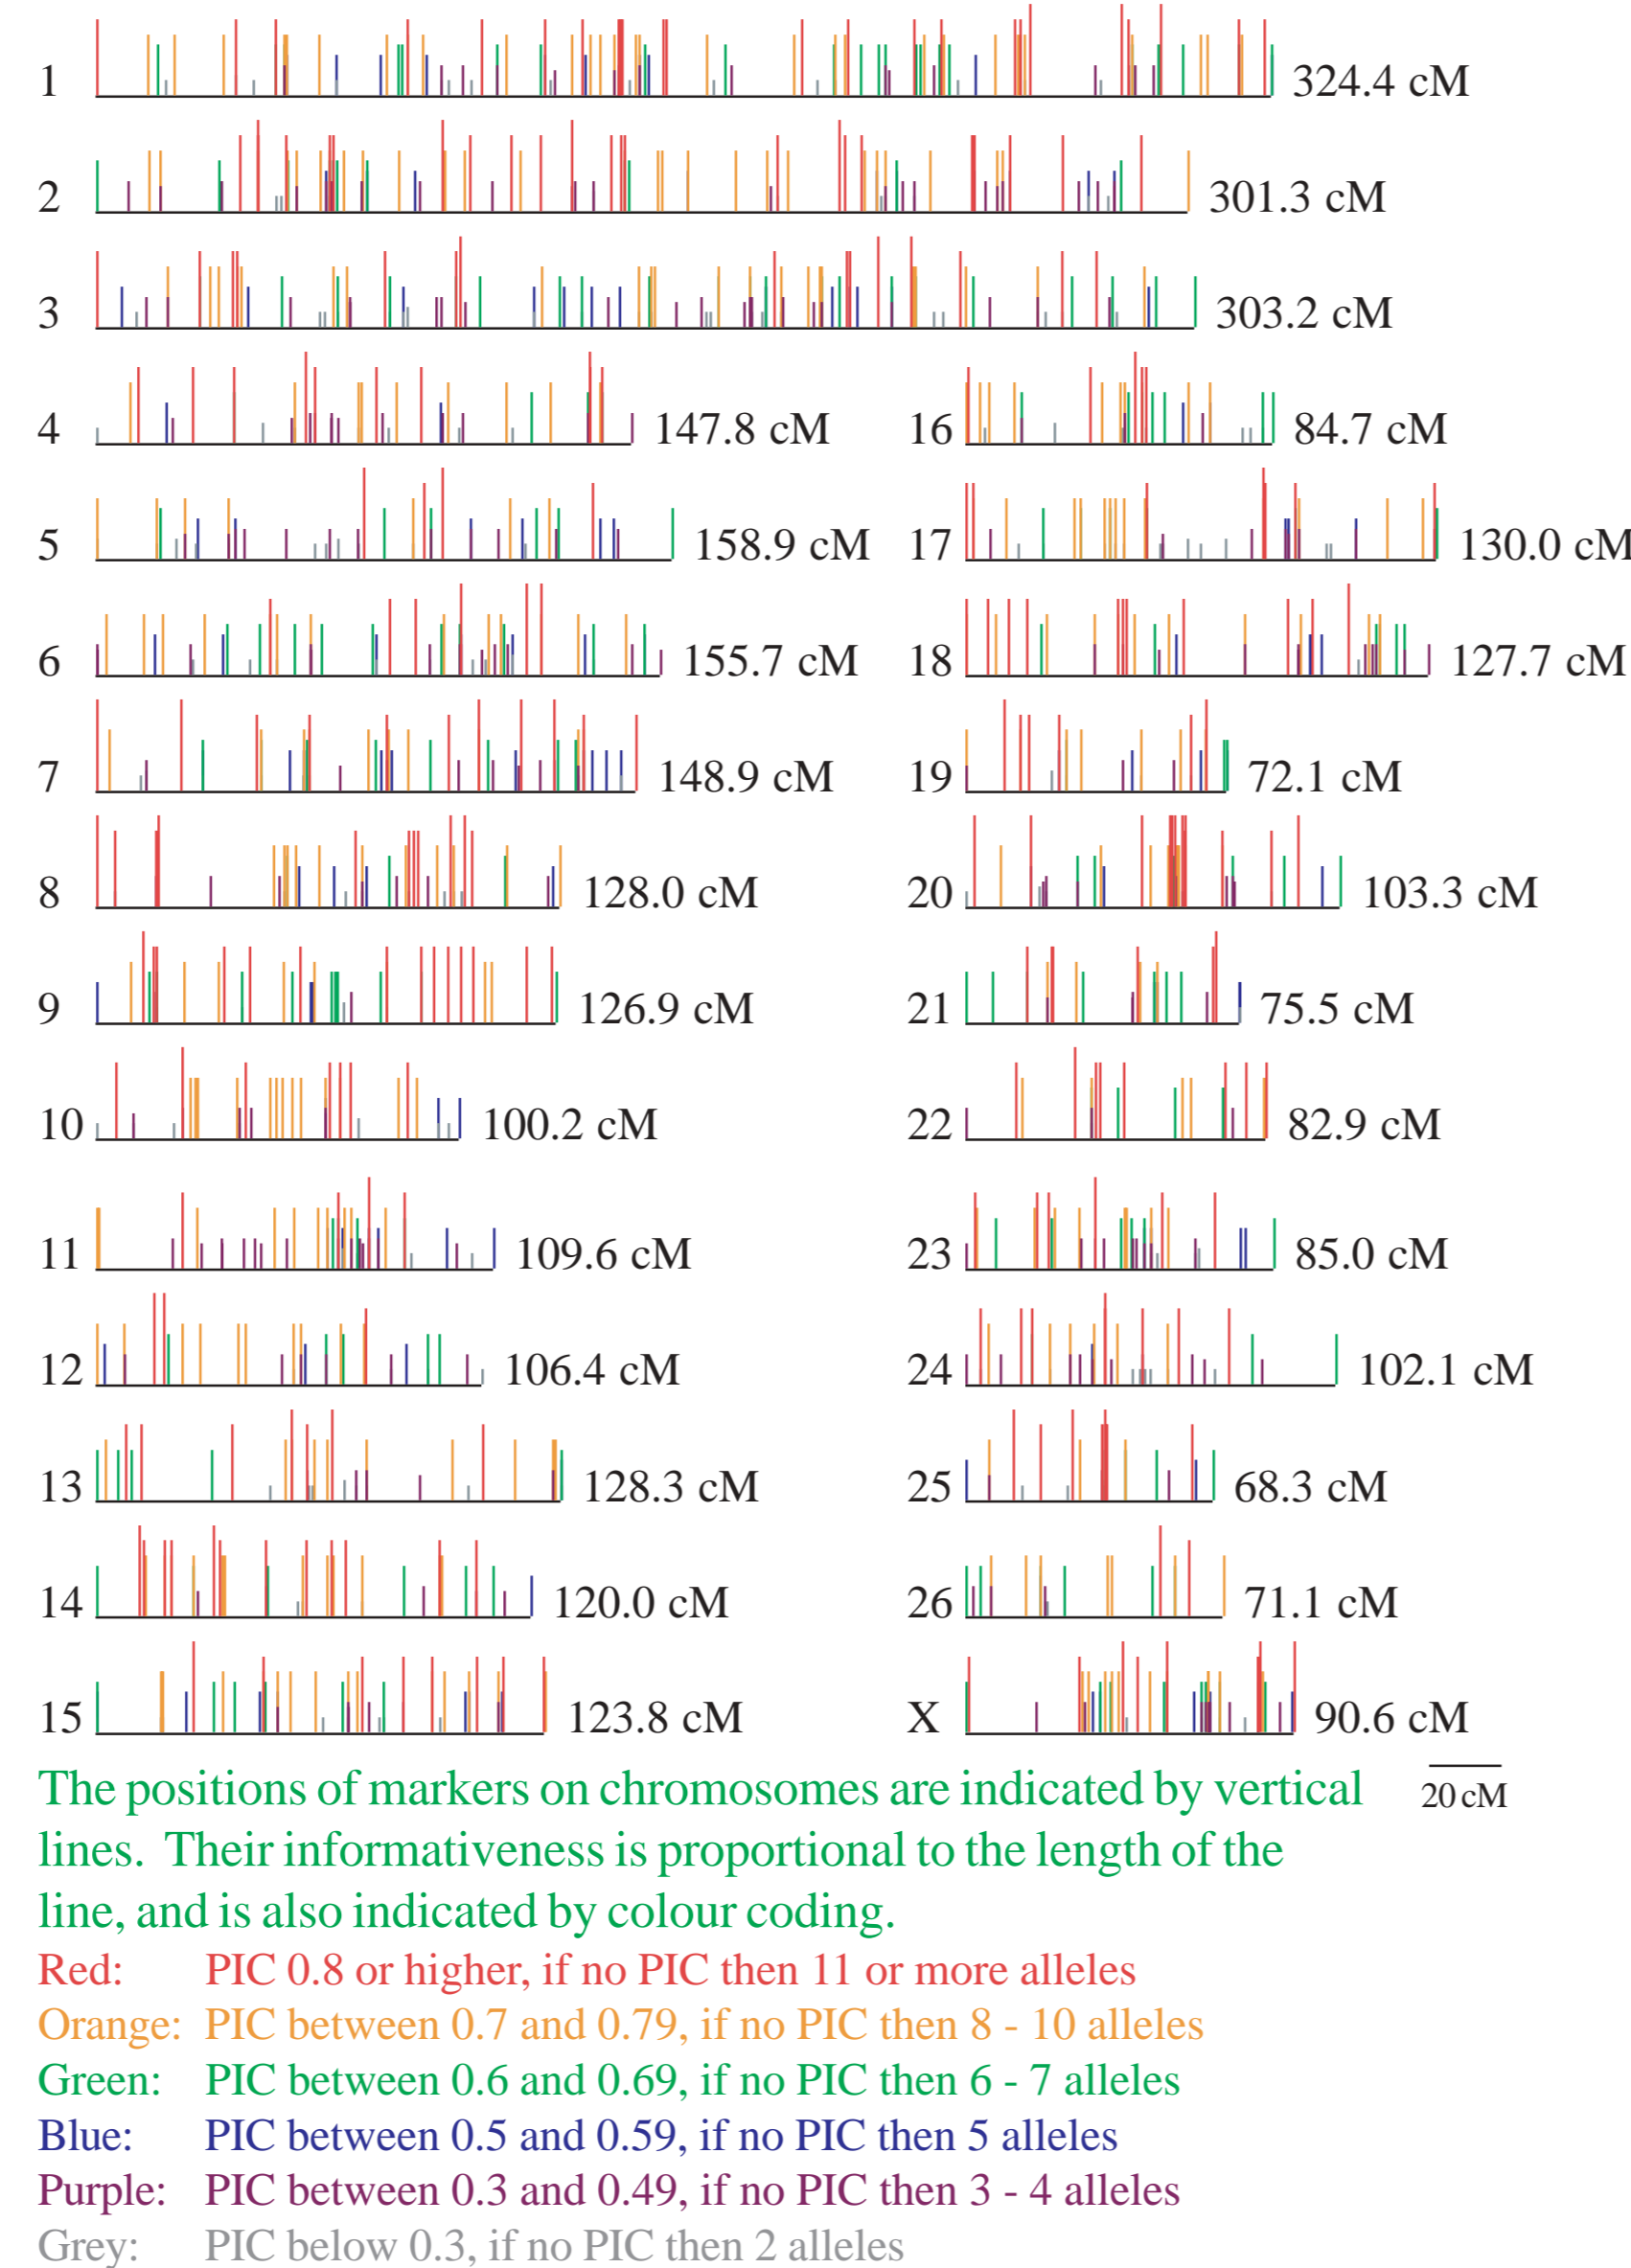 1 324.4 cM
2 301.3 cM
3 303.2 cM
4 147.8 cM 16 84.7 cM
5 158.9 cM 17 130.0 cM
6 155.7 cM 18 127.7 cM
7 148.9 cM 19 72.1 cM
8 128.0 cM 20 103.3 cM
9 126.9 cM 21 75.5 cM
10 100.2 cM 22 82.9 cM
11 109.6 cM 23 85.0 cM
12 106.4 cM 24 102.1 cM
13 128.3 cM 25 68.3 cM
14 120.0 cM 26 71.1 cM
15 123.8 cM X 90.6 cM
The positions of markers on chromosomes are indicated by vertical 20 cM
lines. Their informativeness is proportional to the length of the
line, and is also indicated by colour coding.
Red: PIC 0.8 or higher, if no PIC then 11 or more alleles
Orange: PIC between 0.7 and 0.79, if no PIC then 8 - 10 alleles
Green: PIC between 0.6 and 0.69, if no PIC then 6 - 7 alleles
Blue: PIC between 0.5 and 0.59, if no PIC then 5 alleles
Purple: PIC between 0.3 and 0.49, if no PIC then 3 - 4 alleles
Grey: PIC below 0.3, if no PIC then 2 alleles